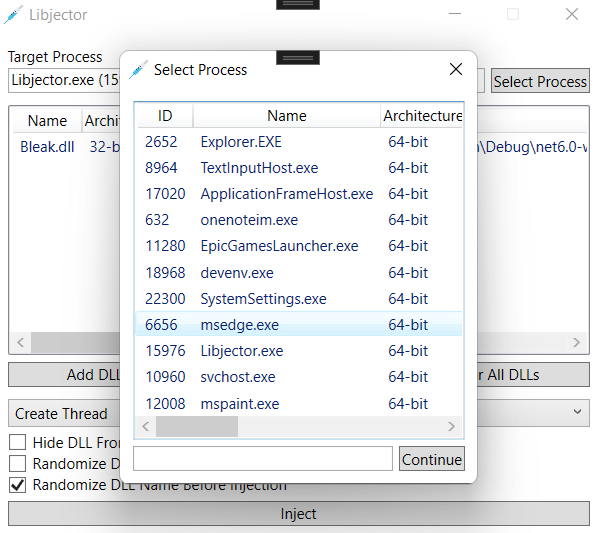 Libjector
Target Process
Libjector.exe (15
Select Process
Name Archi
Bleak.dll 32-b
\Debug\net6.0-w
Select Process
ID Name Architecture
2652 Explorer.EXE 64-bit
8964 TextInputHost.exe 64-bit
17020 ApplicationFrameHost.exe 64-bit
632 onenoteim.exe 64-bit
11280 EpicGamesLauncher.exe 64-bit
18968 devenv.exe 64-bit
22300 SystemSettings.exe 64-bit
6656 msedge.exe 64-bit
15976 Libjector.exe 64-bit
10960 svchost.exe 64-bit
12008 mspaint.exe 64-bit
Continue
Add DLL
r All DLLs
Create Thread
Hide DLL Fro
Randomize D
Randomize DLL Name Before Injection
Inject